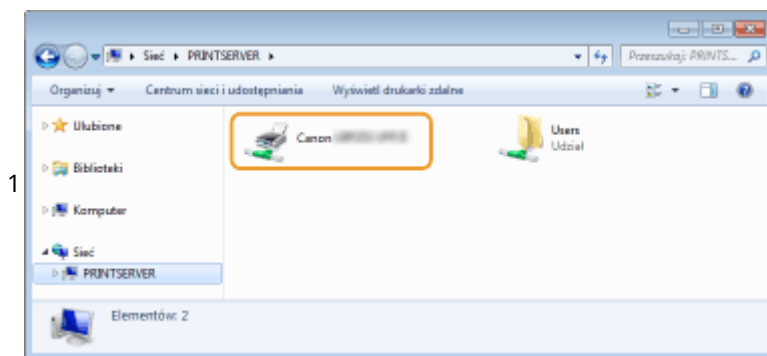 Sieć ▸ PRINTSERVER ▸
Przeszukaj: PRINTS...
Organizuj
Centrum sieci i udostępniania
Wyświetl drukarki zdalne
Ulubione
Biblioteki
Komputer
Sieć
PRINTSERVER
Canon
Users
Udział
1
Elementów: 2